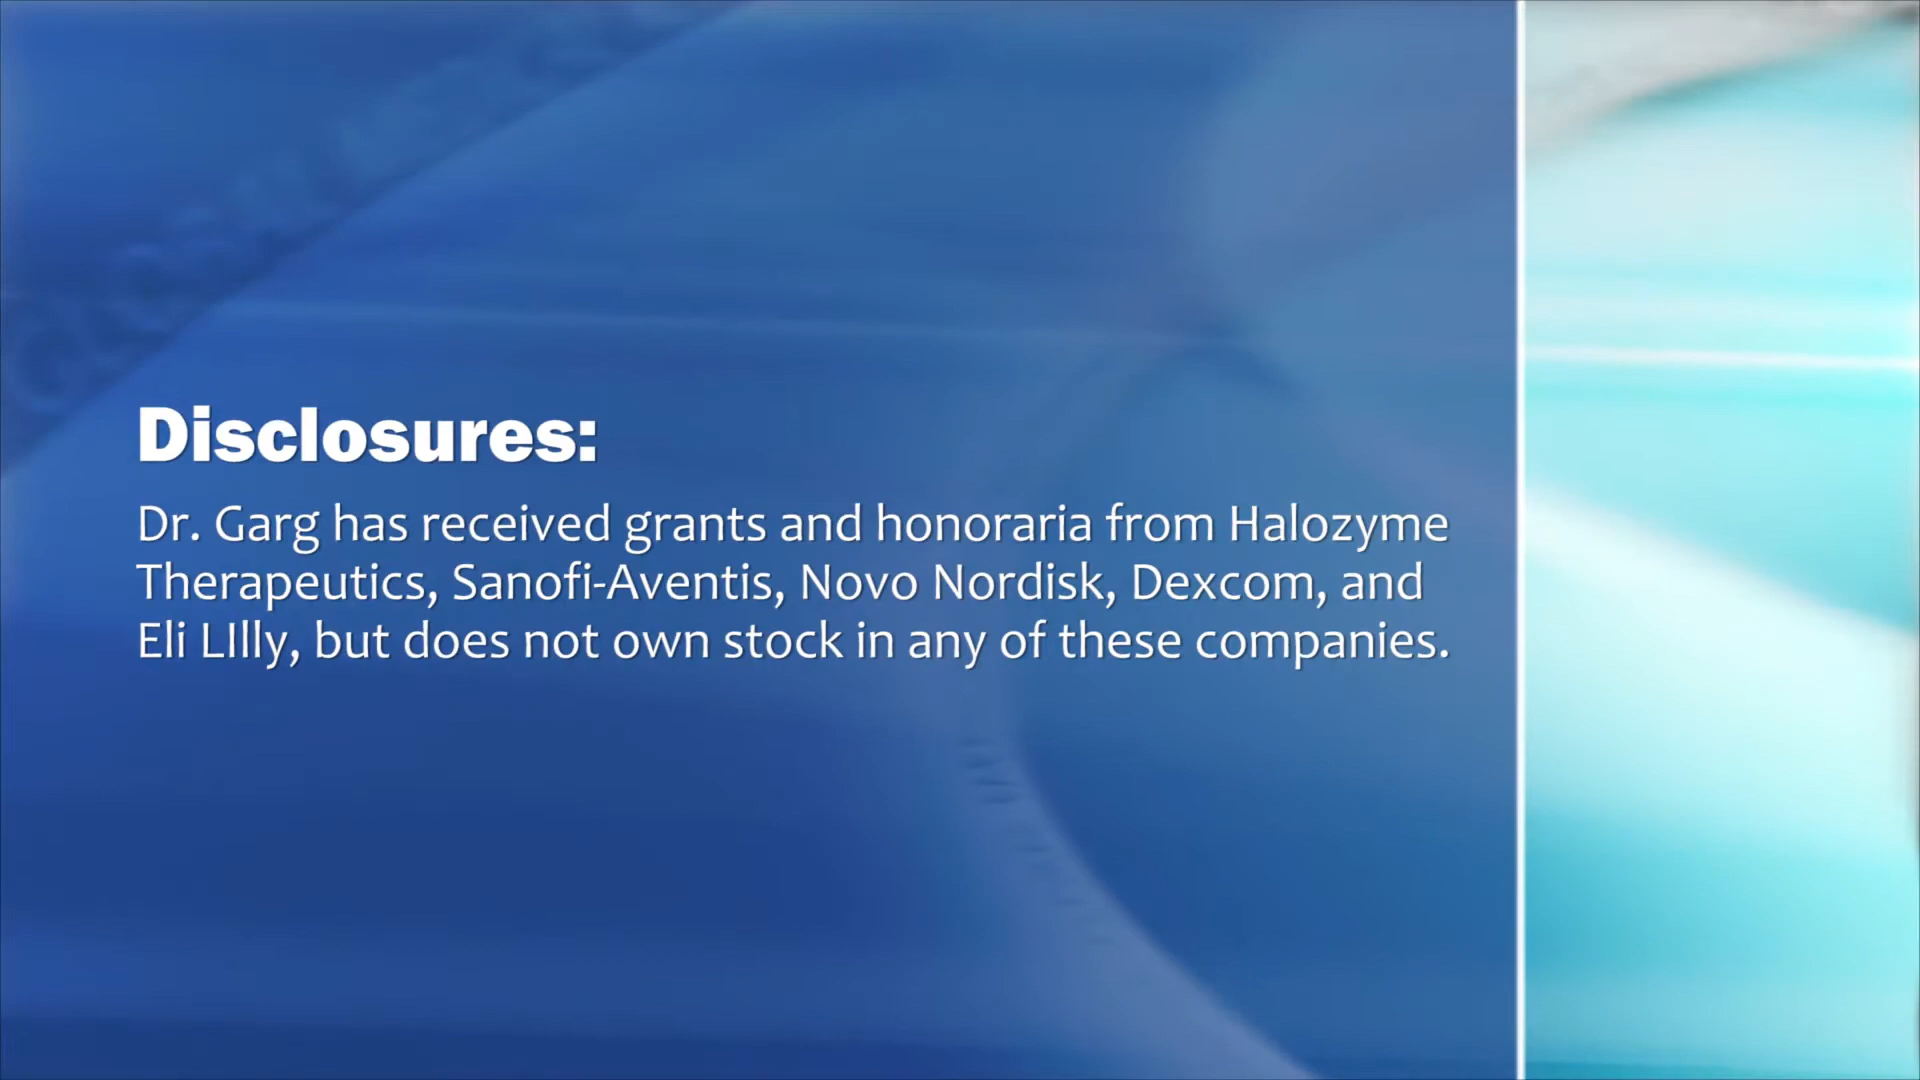 Disclosures:
Dr. Garg has received grants and honoraria from Halozyme
Therapeutics, Sanofi-Aventis, Novo Nordisk, Dexcom, and
Eli LIlly, but does not own stock in any of these companies.